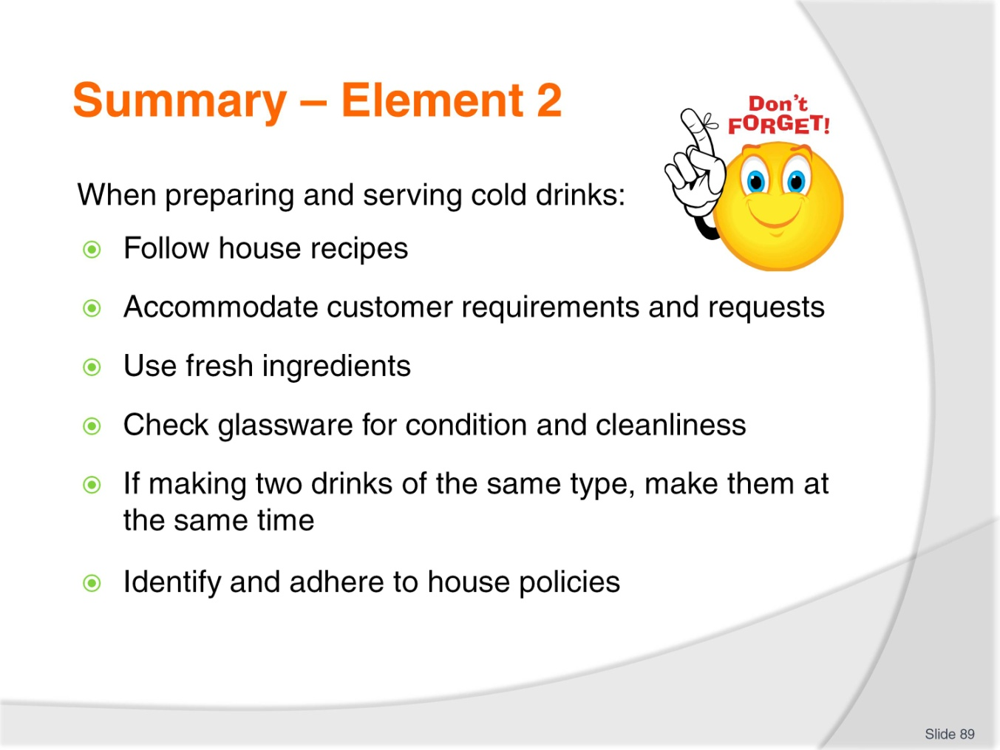 Summary – Element 2
Don't
FORGET!
When preparing and serving cold drinks:
Follow house recipes
Accommodate customer requirements and requests
Use fresh ingredients
Check glassware for condition and cleanliness
If making two drinks of the same type, make them at
the same time
Identify and adhere to house policies
Slide 89